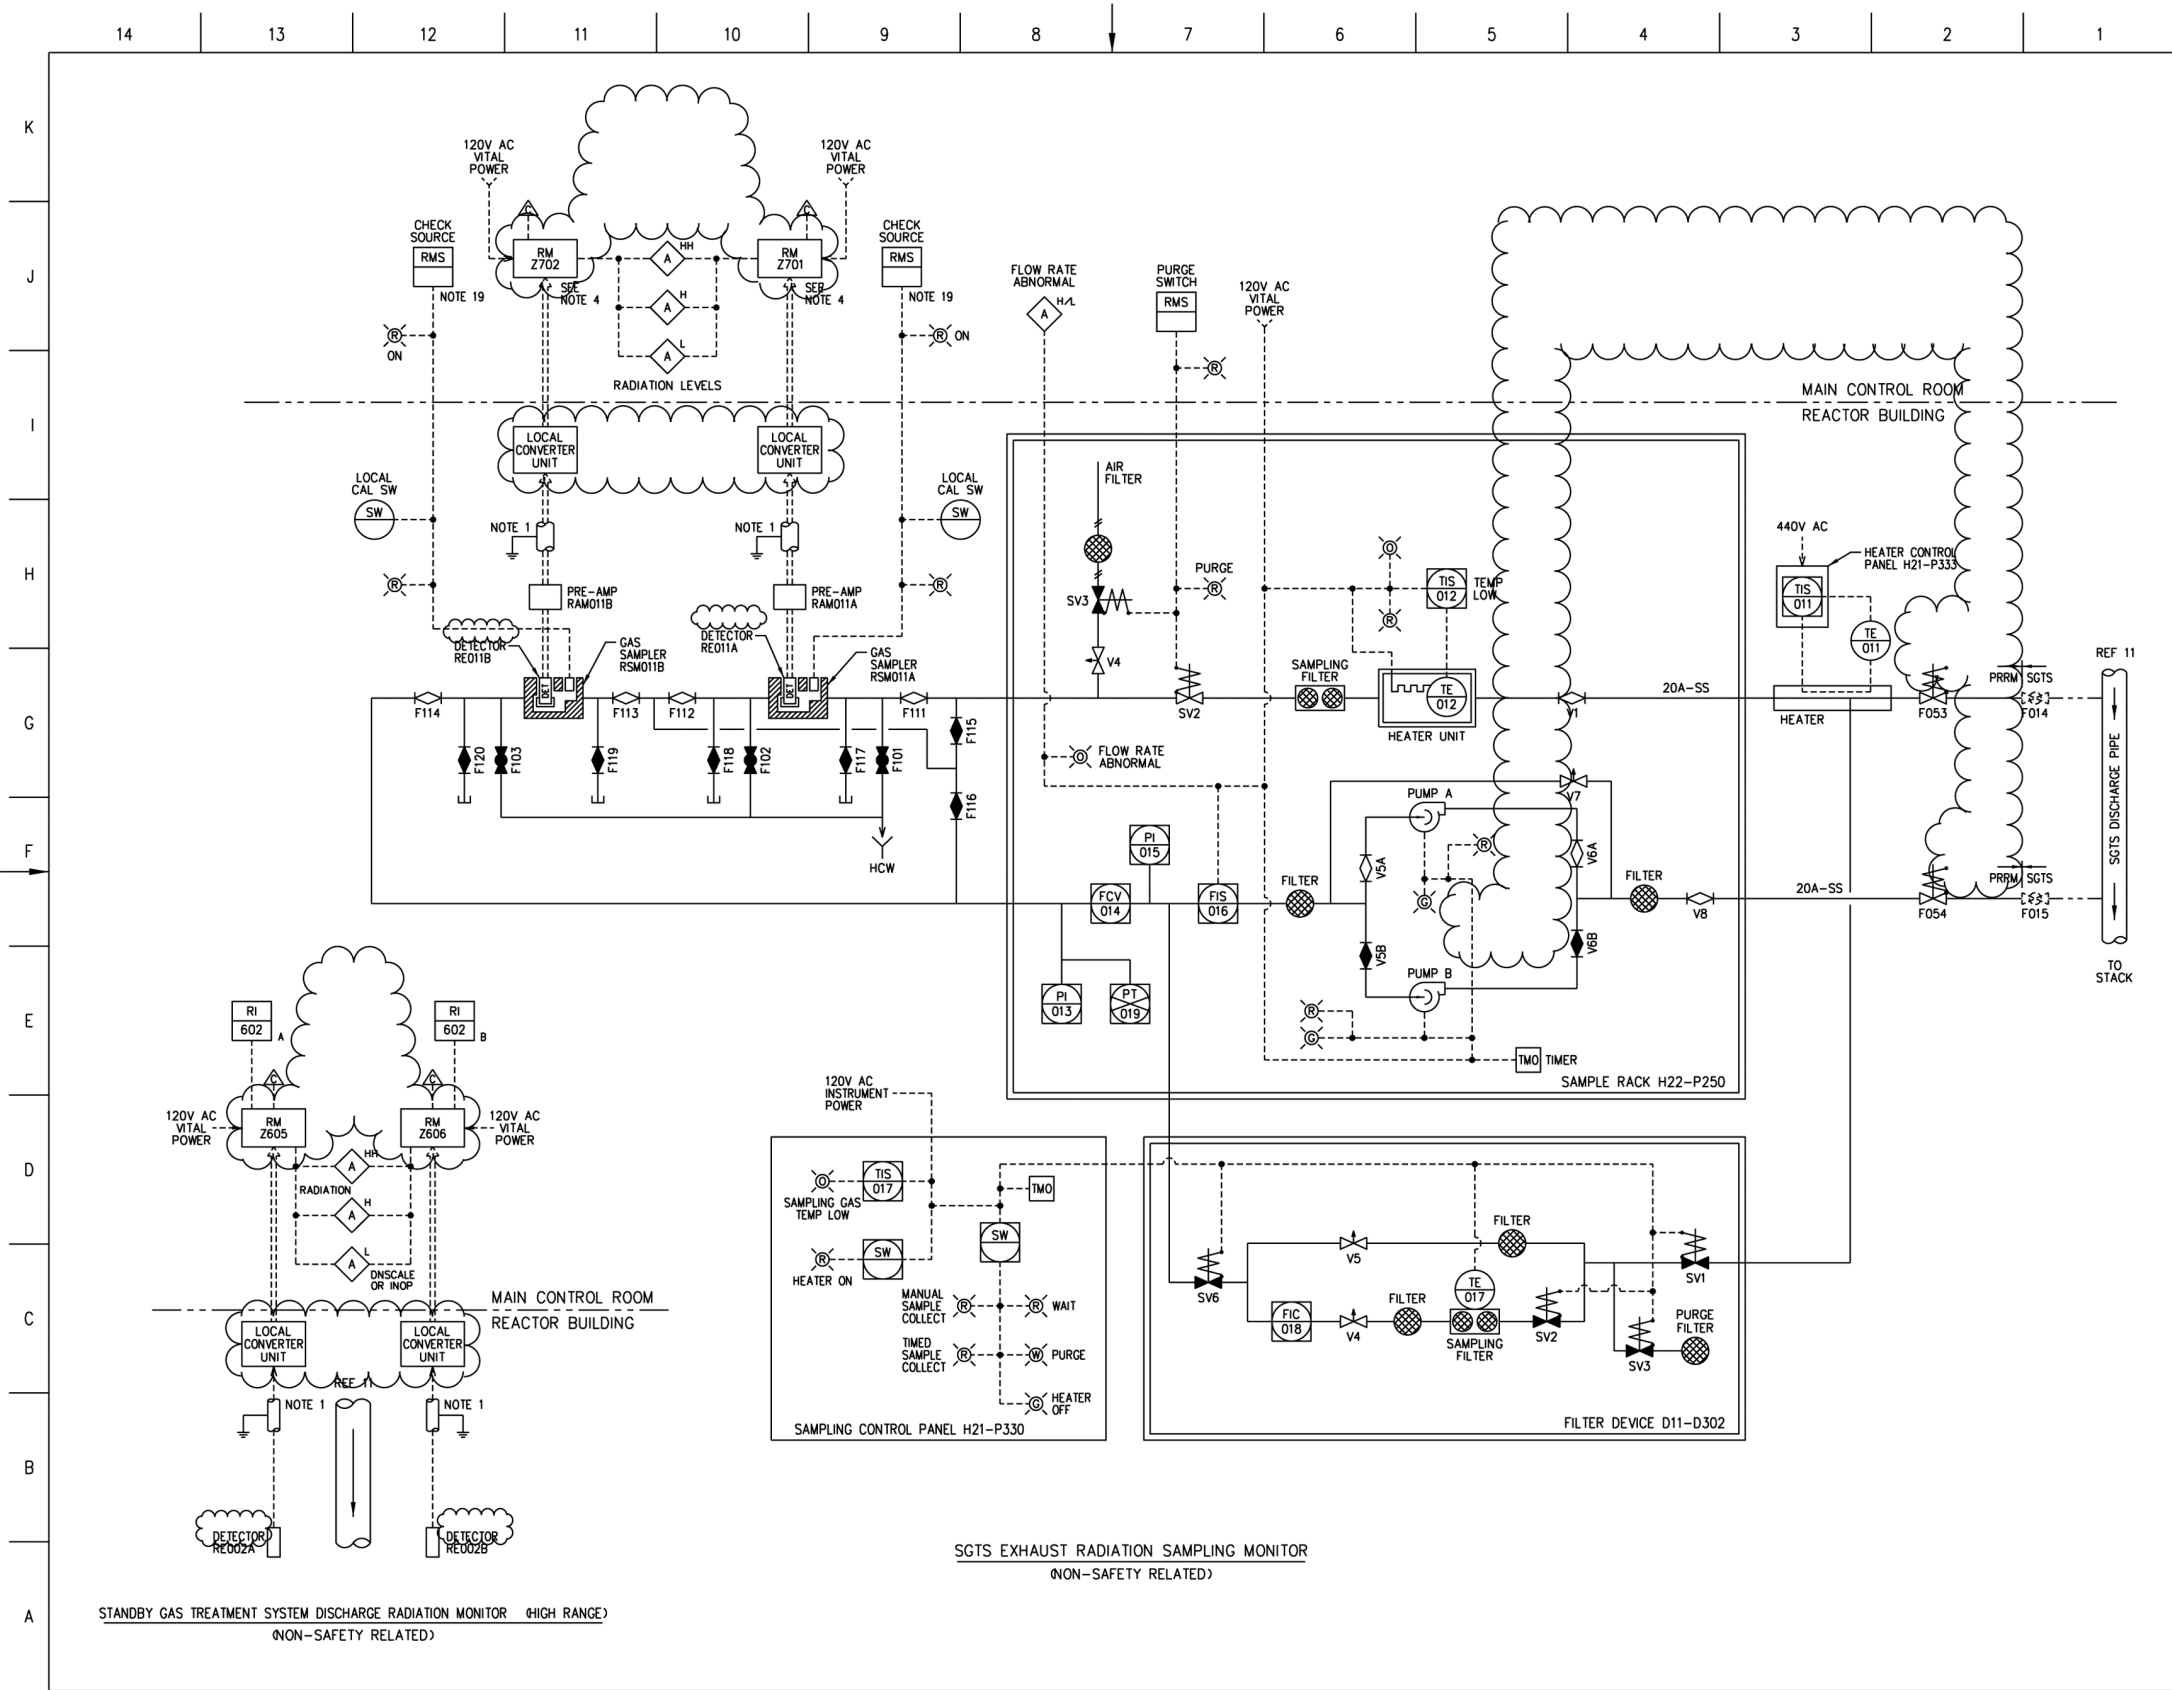 14 13 12 11 10 9 8 7 6 5 4 3 2 1
K
J
I
H
G
F
E
D
C
B
A
120V AC
VITAL
POWER
120V AC
VITAL
POWER
C
C
CHECK
SOURCE
RMS
NOTE 19
RM
Z702
SEE
NOTE 4
HH
A
H
A
L
A
RADIATION LEVELS
RM
Z701
SEE
NOTE 4
CHECK
SOURCE
RMS
NOTE 19
R
ON
R ON
FLOW RATE
ABNORMAL
H/L
A
PURGE
SWITCH
RMS
R
120V AC
VITAL
POWER
MAIN CONTROL ROOM
REACTOR BUILDING
LOCAL
CONVERTER
UNIT
LOCAL
CONVERTER
UNIT
LOCAL
CAL SW
SW
LOCAL
CAL SW
SW
NOTE 1
NOTE 1
R
R
PRE-AMP
RAM011B
PRE-AMP
RAM011A
DETECTOR
RE011B
DETECTOR
RE011A
GAS
SAMPLER
RSM011B
GAS
SAMPLER
RSM011A
DET
DET
F114
F113
F112
F111
F120
F103
F119
F118
F102
F117
F101
F115
F116
HCW
AIR
FILTER
SV3
V4
PURGE
R
SV2
O
R
TIS
012
TEMP
LOW
SAMPLING
FILTER
TE
012
HEATER UNIT
V1
20A-SS
440V AC
HEATER CONTROL
PANEL H21-P333
TIS
011
TE
011
HEATER
F053
PRRM SGTS
F014
REF 11
SGTS DISCHARGE PIPE
TO
STACK
O FLOW RATE
ABNORMAL
PUMP A
V7
V5A
V6A
R
G
PI
015
FCV
014
FIS
016
FILTER
FILTER
V8
20A-SS
F054
PRRM SGTS
F015
V5B
V6B
PUMP B
PI
013
PT
019
R
G
TMO TIMER
SAMPLE RACK H22-P250
RI
602
A
RI
602
B
C
C
120V AC
VITAL
POWER
RM
Z605
RM
Z606
120V AC
VITAL
POWER
HH
A
RADIATION
H
A
L
A
DNSCALE
OR INOP
MAIN CONTROL ROOM
REACTOR BUILDING
LOCAL
CONVERTER
UNIT
LOCAL
CONVERTER
UNIT
REF 11
NOTE 1
NOTE 1
DETECTOR
RE002A
DETECTOR
RE002B
STANDBY GAS TREATMENT SYSTEM DISCHARGE RADIATION MONITOR (HIGH RANGE)
(NON-SAFETY RELATED)
120V AC
INSTRUMENT
POWER
O
SAMPLING GAS
TEMP LOW
TIS
017
TMO
R
HEATER ON
SW
SW
MANUAL
SAMPLE
COLLECT
R
R WAIT
TIMED
SAMPLE
COLLECT
R
W PURGE
G HEATER
OFF
SAMPLING CONTROL PANEL H21-P330
SV6
V5
FILTER
SV1
FIC
018
V4
FILTER
TE
017
SAMPLING
FILTER
SV2
SV3
PURGE
FILTER
FILTER DEVICE D11-D302
SGTS EXHAUST RADIATION SAMPLING MONITOR
(NON-SAFETY RELATED)